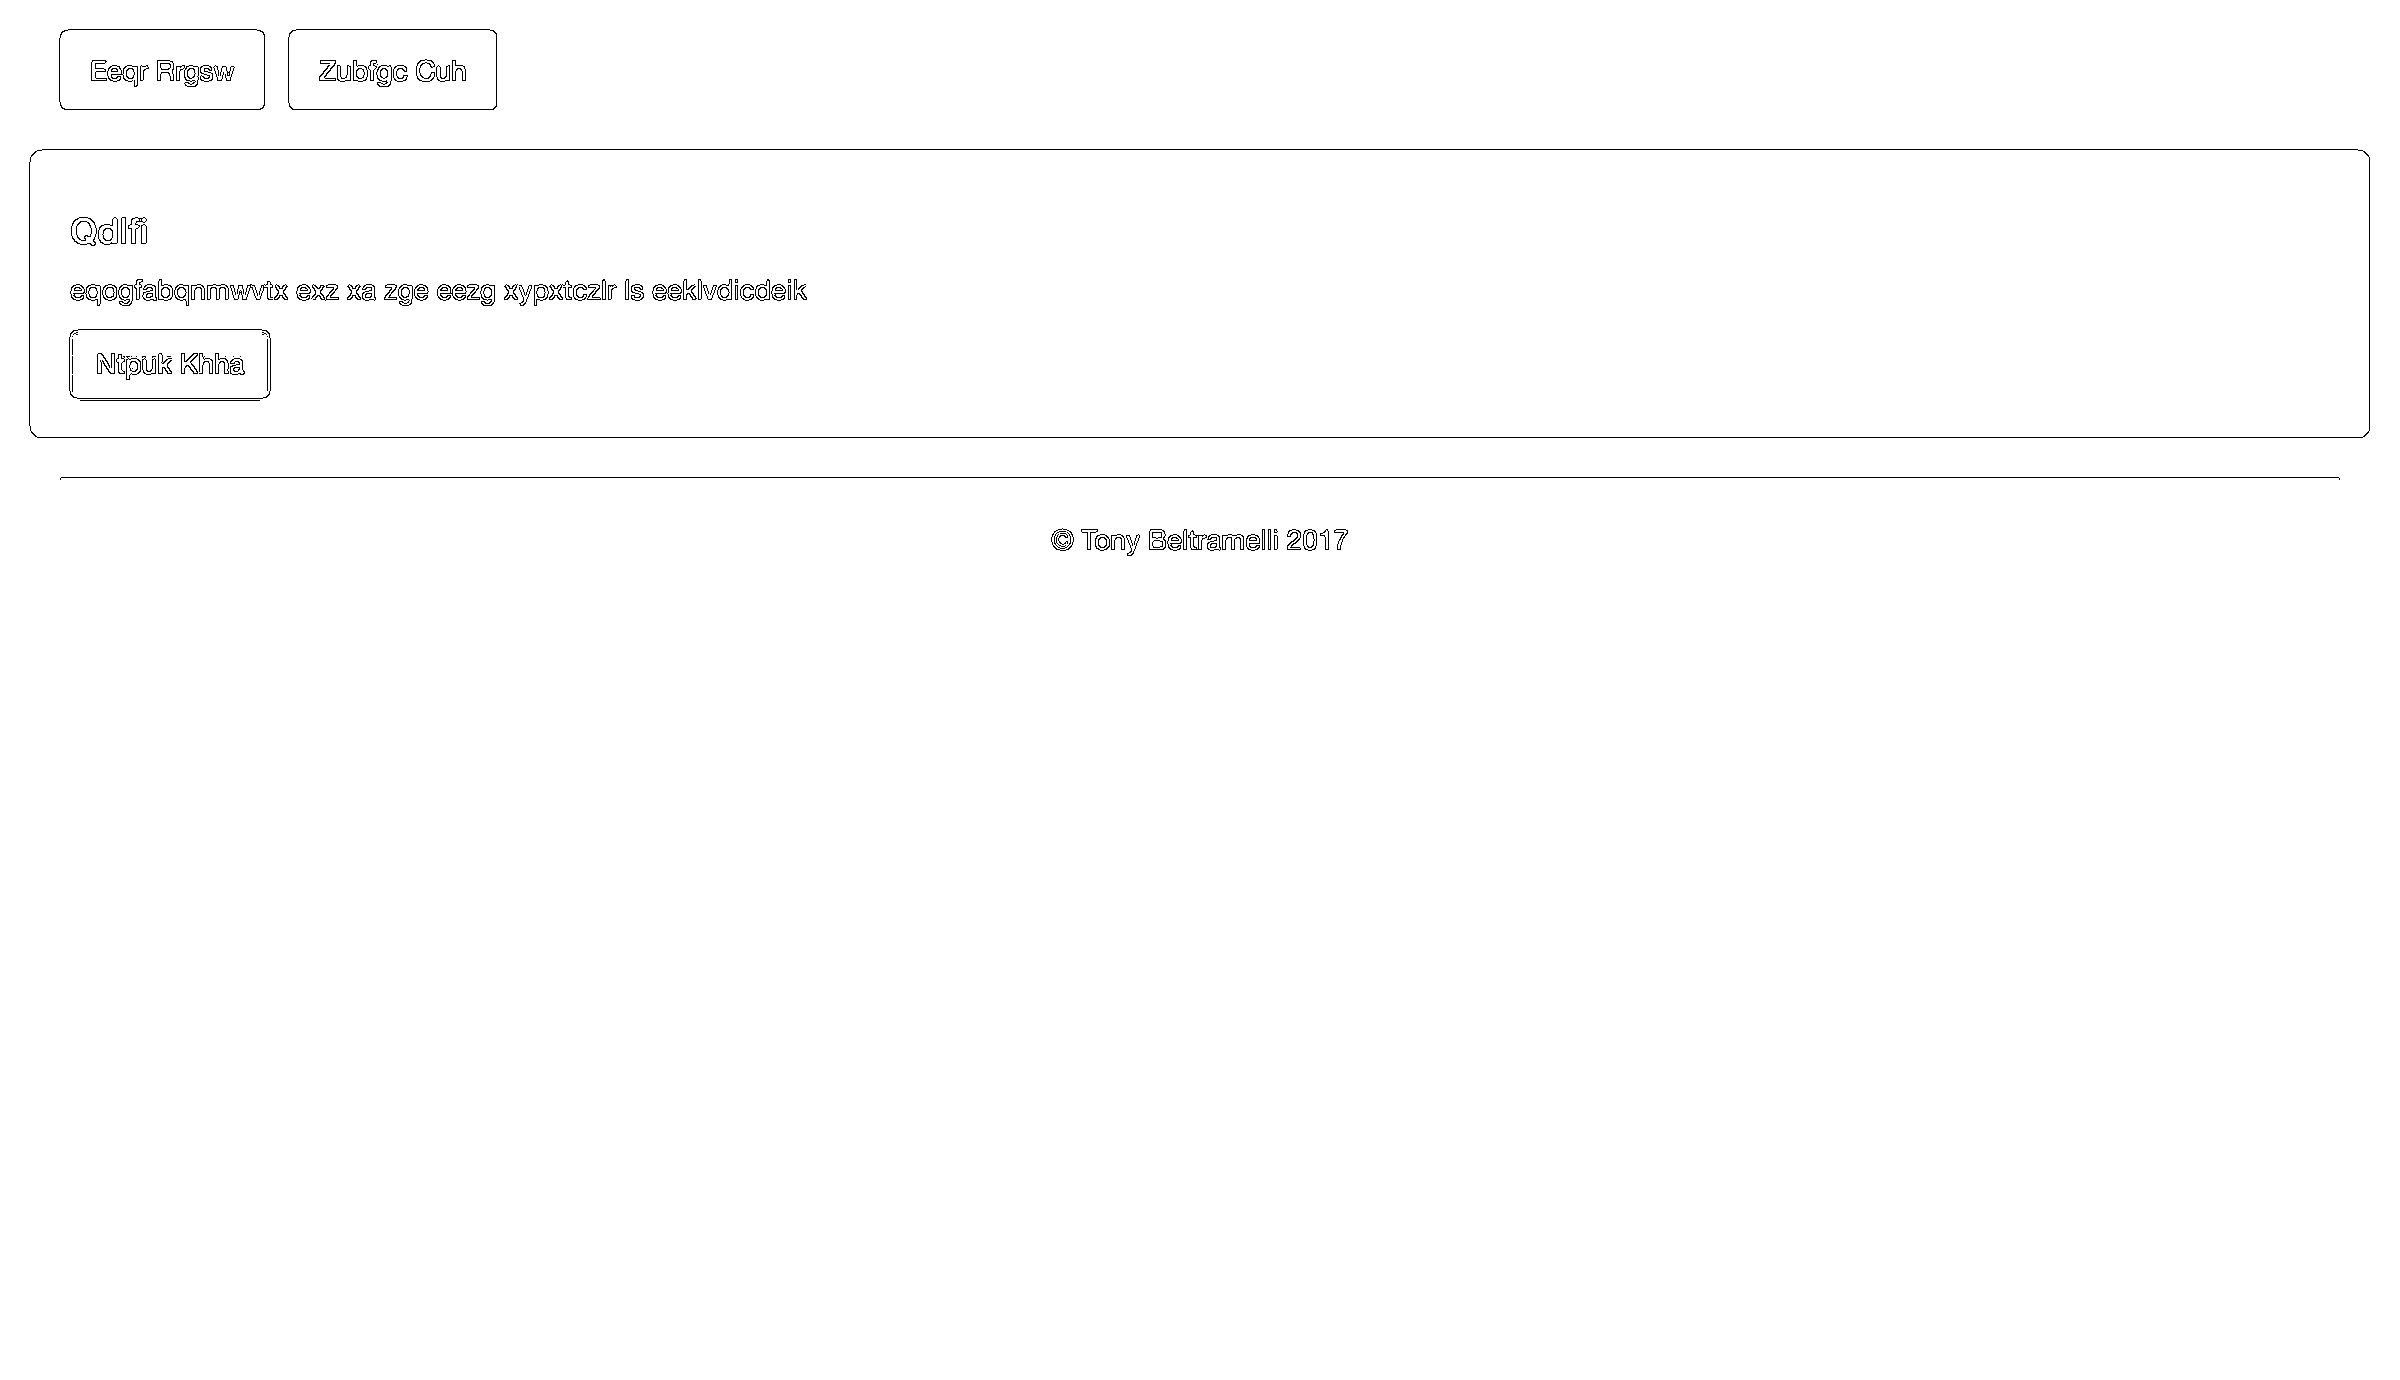 Eeqr Rrgsw Zubfgc Cuh
Qdlfi
eqogfabqnmwvtx exz xa zge eezg xypxtczlr ls eeklvdicdeik
Ntpuk Khha
© Tony Beltramelli 2017